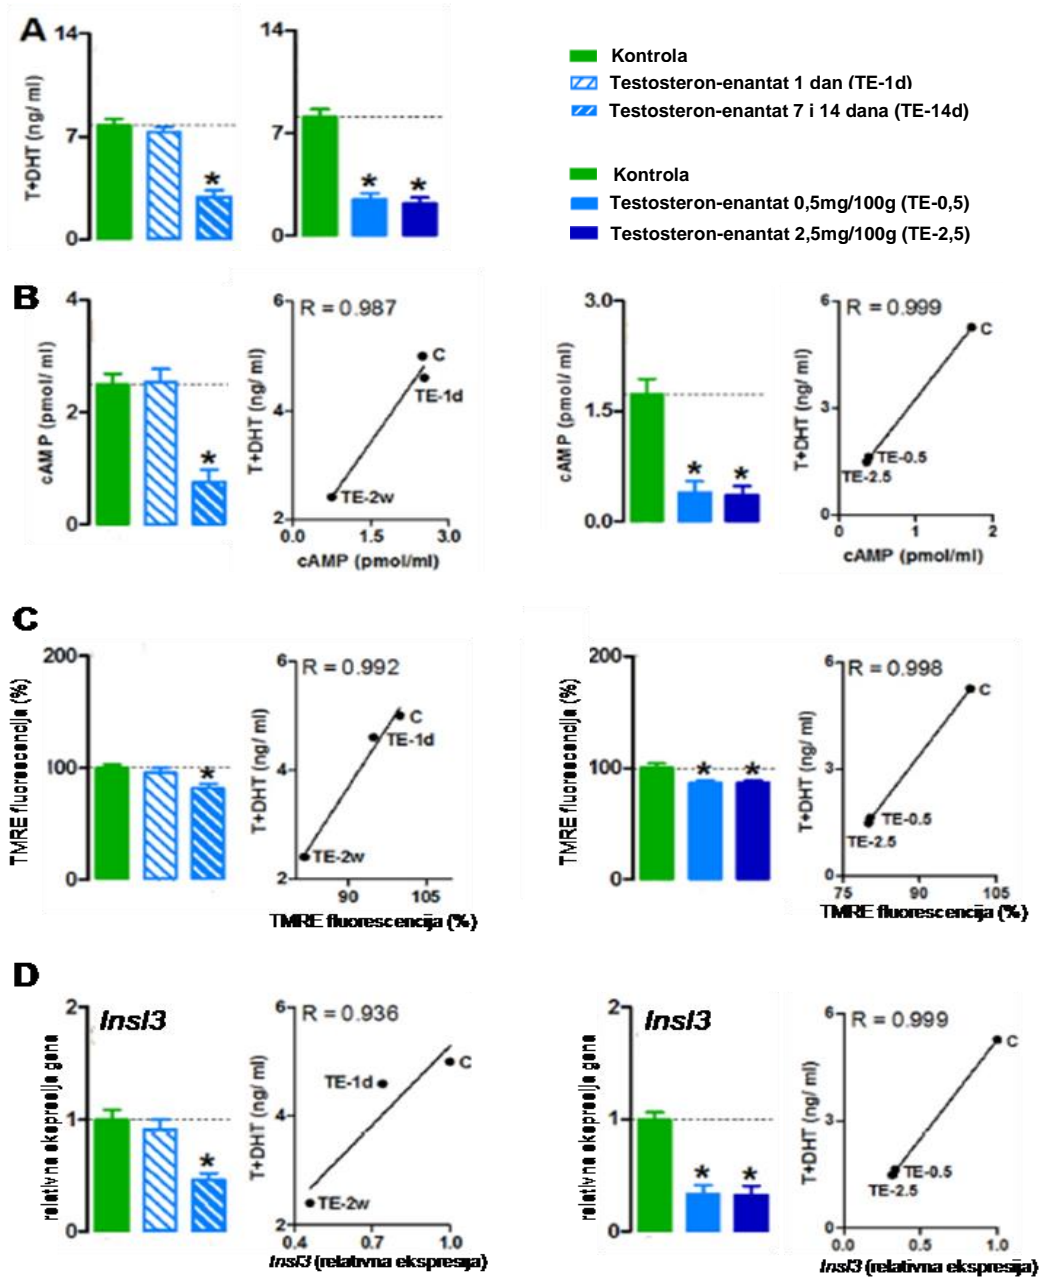 A
14
7
0
T+DHT (ng/ ml)
*
14
7
0
*
*
Kontrola
Testosteron-enantat 1 dan (TE-1d)
Testosteron-enantat 7 i 14 dana (TE-14d)
Kontrola
Testosteron-enantat 0,5mg/100g (TE-0,5)
Testosteron-enantat 2,5mg/100g (TE-2,5)
B
4
2
0
cAMP (pmol/ ml)
*
R = 0.987
6
4
2
T+DHT (ng/ ml)
C
TE-1d
TE-2w
0.0 1.5 3.0
cAMP (pmol/ml)
3.0
1.5
0.0
cAMP (pmol/ ml)
*
*
R = 0.999
6
3
0
T+DHT (ng/ ml)
C
TE-0.5
TE-2.5
0 1 2
cAMP (pmol/ml)
C
200
100
0
TMRE fluorescencija (%)
*
R = 0.992
6
4
2
T+DHT (ng/ ml)
C
TE-1d
TE-2w
90 105
TMRE fluorescencija (%)
200
100
0
TMRE fluorescencija (%)
*
*
R = 0.998
6
3
0
T+DHT (ng/ ml)
C
TE-0.5
TE-2.5
75 90 105
TMRE fluorescencija (%)
D
Insl3
2
1
0
relativna ekspresija gena
*
R = 0.936
6
4
2
T+DHT (ng/ ml)
C
TE-1d
TE-2w
0.4 0.7 1.0
Insl3 (relativna ekspresija)
Insl3
2
1
0
relativna ekspresija gena
*
*
R = 0.999
6
3
0
T+DHT (ng/ ml)
C
TE-0.5
TE-2.5
0.0 0.5 1.0
Insl3 (relativna ekspresija)